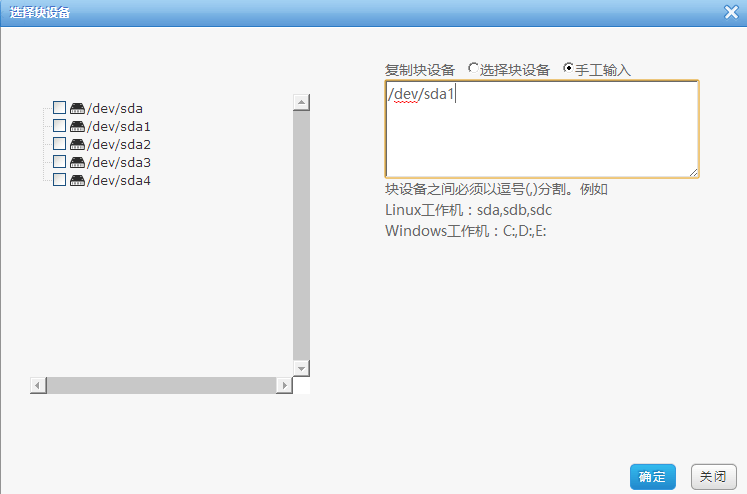 选择块设备
/dev/sda
/dev/sda1
/dev/sda2
/dev/sda3
/dev/sda4
复制块设备 选择块设备 手工输入
/dev/sda1
块设备之间必须以逗号(,)分割。例如
Linux工作机：sda,sdb,sdc
Windows工作机：C:,D:,E:
确定 关闭